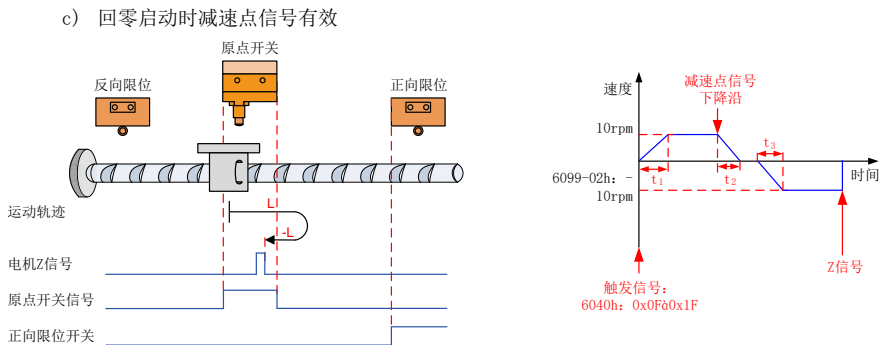 c) 回零启动时减速点信号有效
原点开关
反向限位
正向限位
运动轨迹
L
-L
电机Z信号
原点开关信号
正向限位开关
速度
减速点信号
下降沿
10rpm
t3
6099-02h: -
10rpm
t1
t2
时间
Z信号
触发信号:
6040h: 0x0Fà0x1F